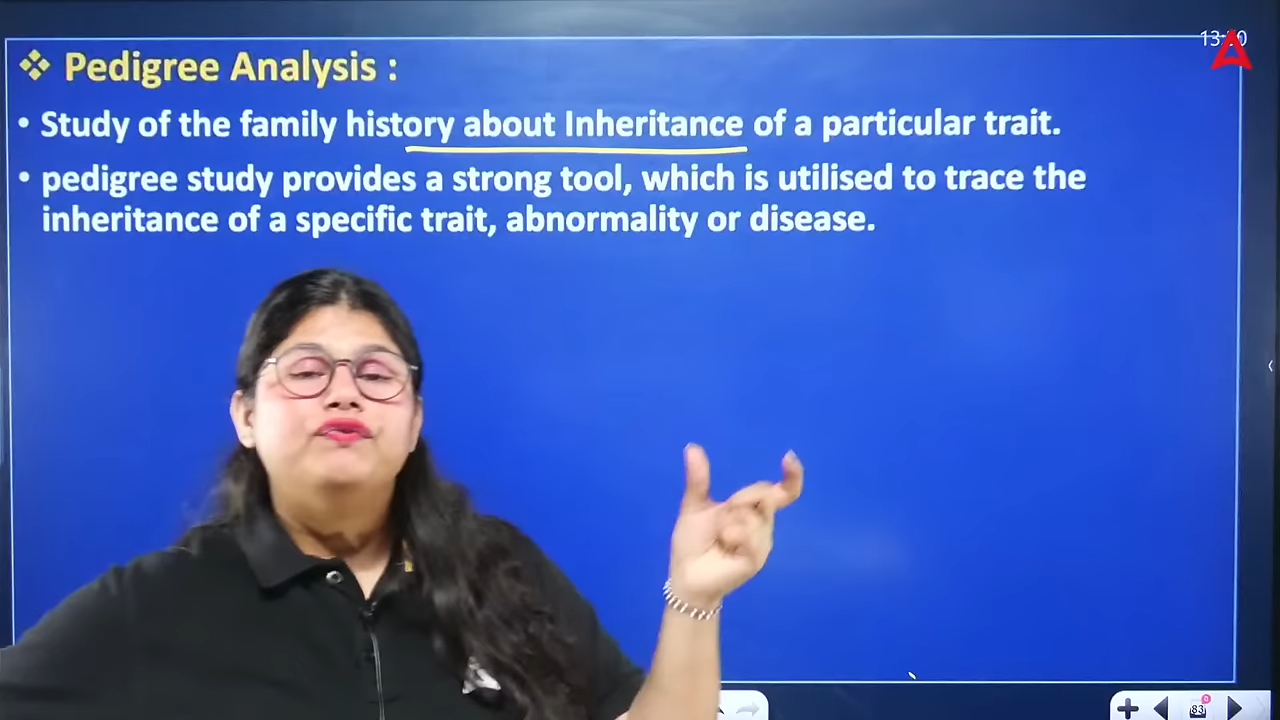 ❖ Pedigree Analysis :
• Study of the family history about Inheritance of a particular trait.
• pedigree study provides a strong tool, which is utilised to trace the
inheritance of a specific trait, abnormality or disease.
83